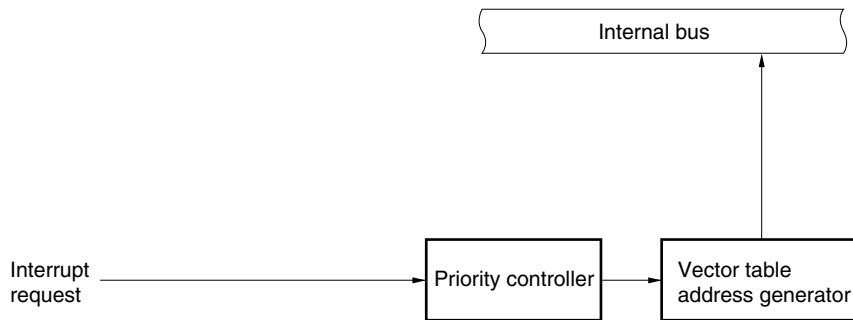 Internal bus
Interrupt
request
Priority controller
Vector table
address generator